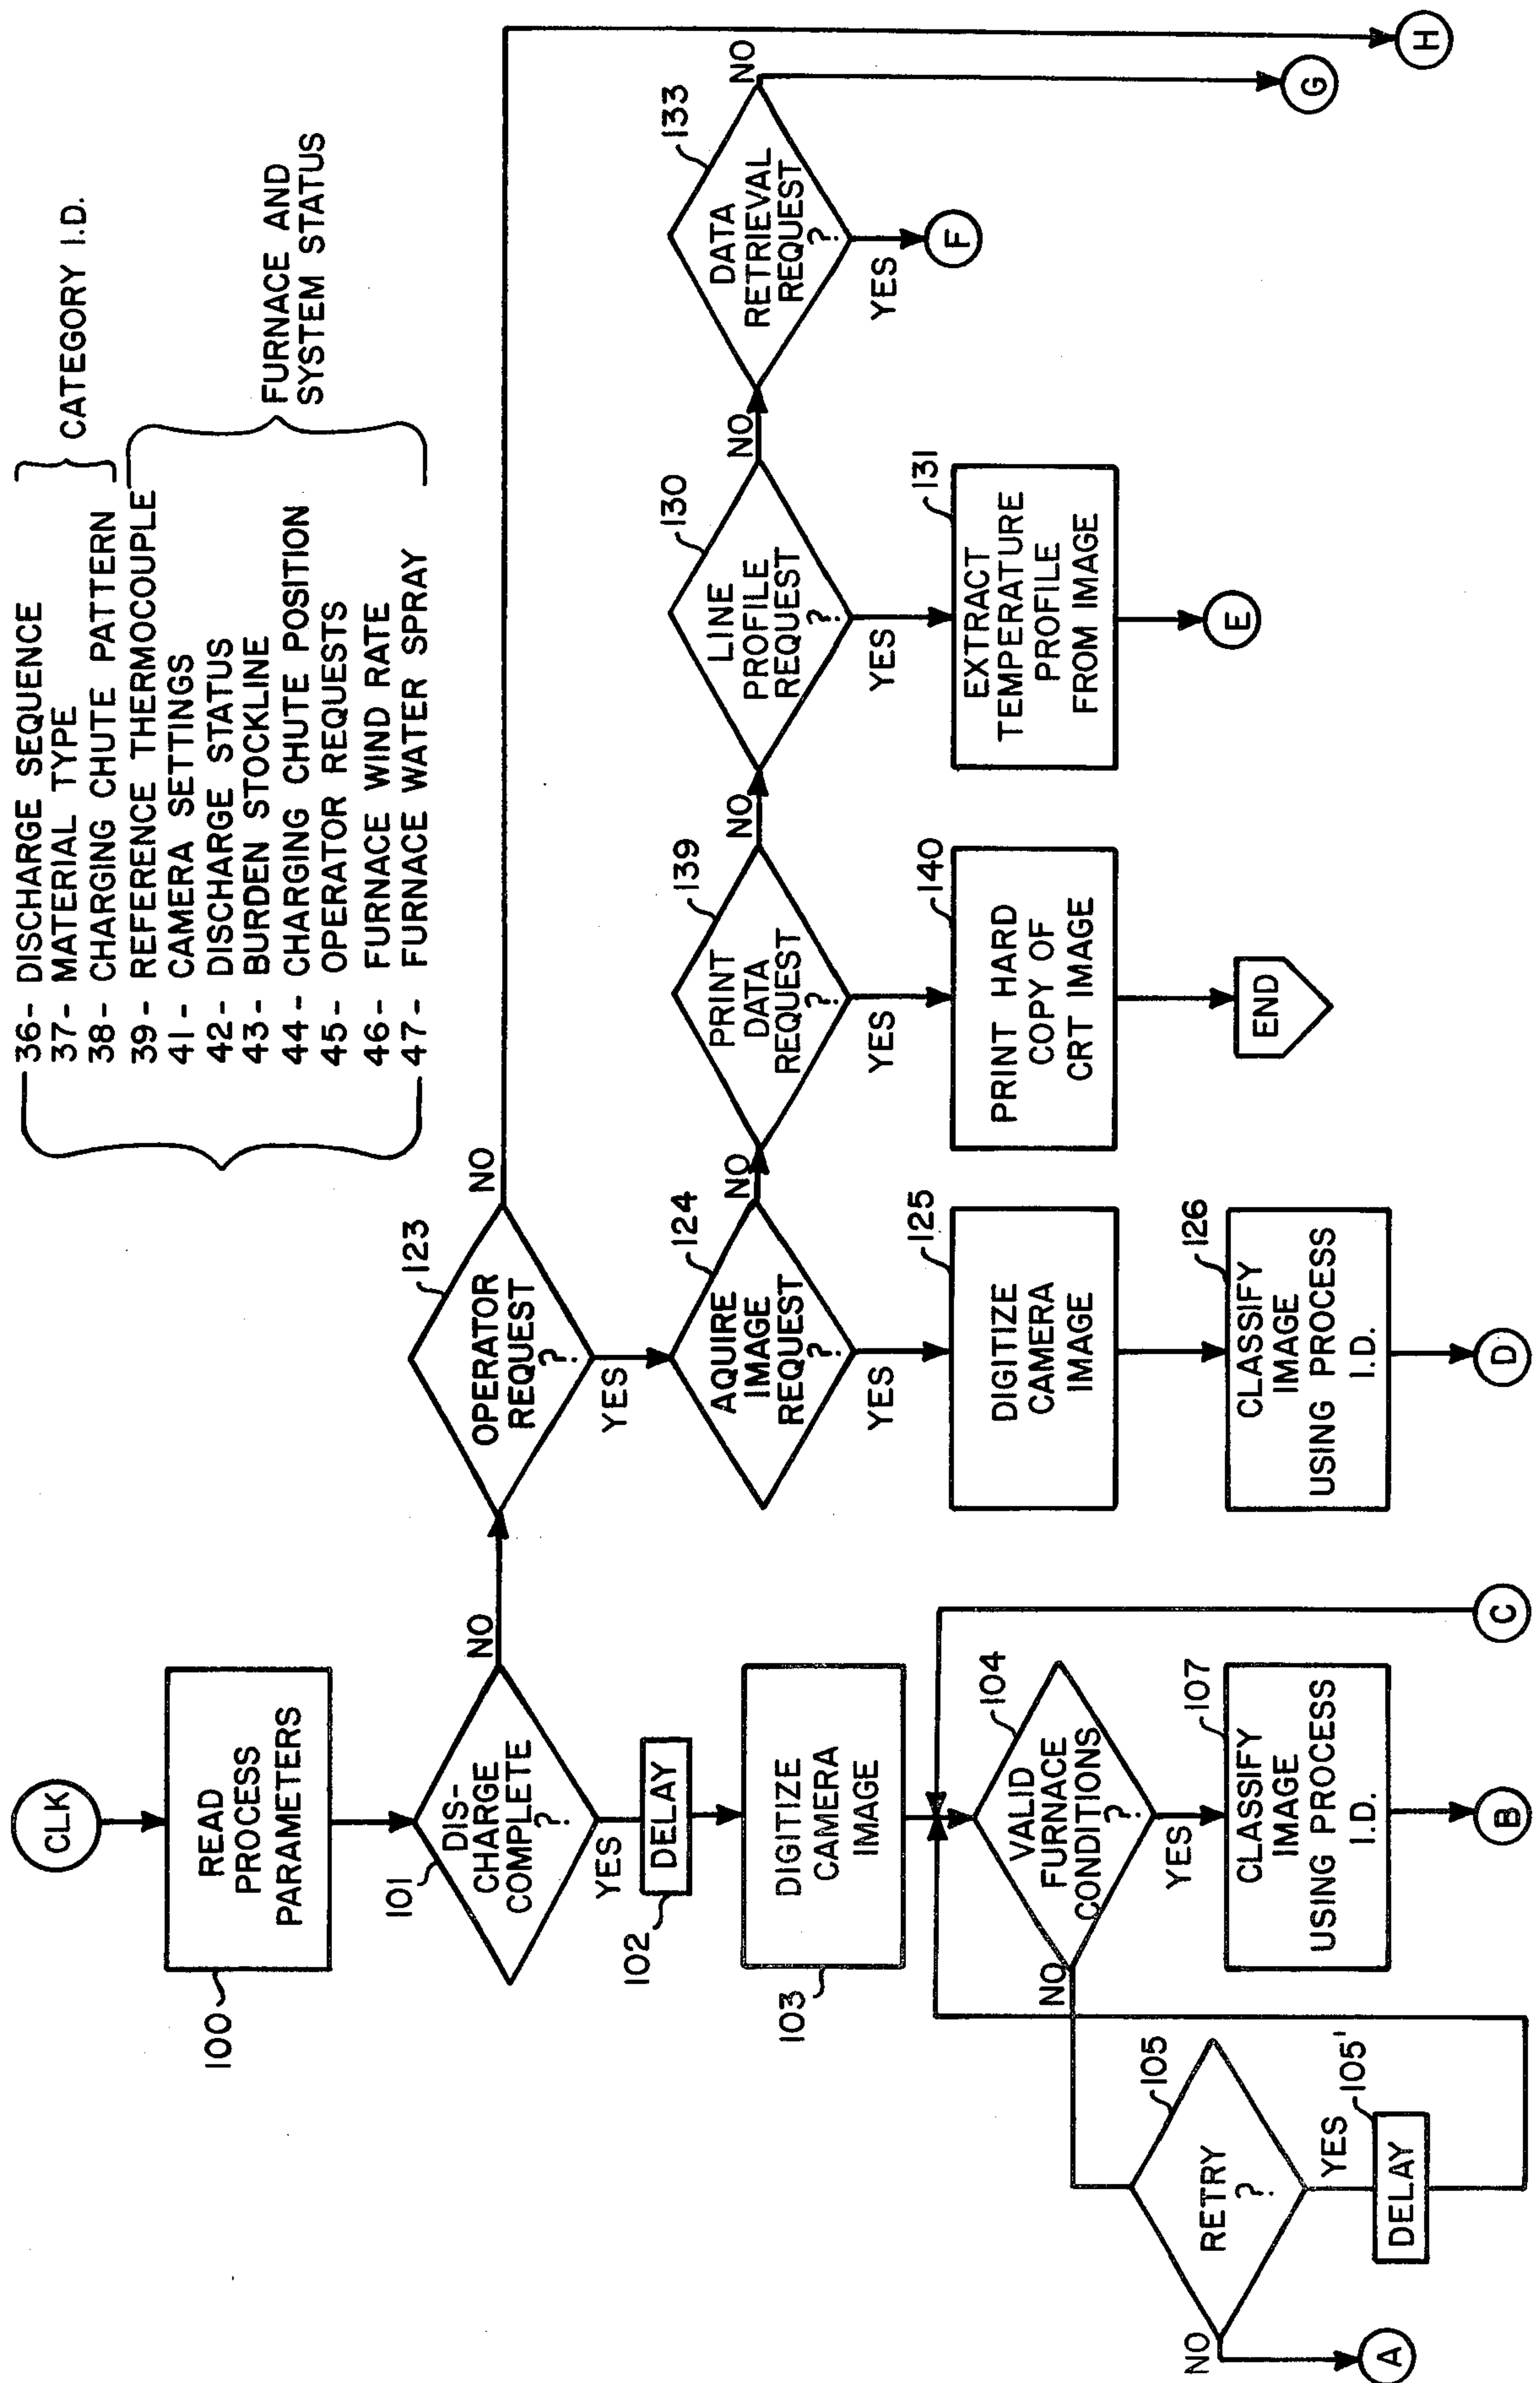 CLK
100
READ
PROCESS
PARAMETERS
36- DISCHARGE SEQUENCE
37- MATERIAL TYPE
38- CHARGING CHUTE PATTERN
39- REFERENCE THERMOCOUPLE
41- CAMERA SETTINGS
42- DISCHARGE STATUS
43- BURDEN STOCKLINE
44- CHARGING CHUTE POSITION
45- OPERATOR REQUESTS
46- FURNACE WIND RATE
47- FURNACE WATER SPRAY
CATEGORY I.D.
FURNACE AND
SYSTEM STATUS
101
DIS-
CHARGE
COMPLETE
?
NO
YES
123
OPERATOR
REQUEST
?
NO
YES
102
DELAY
103
DIGITIZE
CAMERA
IMAGE
124
AQUIRE
IMAGE
REQUEST
?
NO
YES
139
PRINT
DATA
REQUEST
?
NO
YES
130
LINE
PROFILE
REQUEST
?
NO
YES
133
DATA
RETRIEVAL
REQUEST
?
NO
YES
104
VALID
FURNACE
CONDITIONS
?
NO
YES
125
DIGITIZE
CAMERA
IMAGE
140
PRINT HARD
COPY OF
CRT IMAGE
131
EXTRACT
TEMPERATURE
PROFILE
FROM IMAGE
F
G
H
105
RETRY
?
NO
YES
105'
DELAY
107
CLASSIFY
IMAGE
USING PROCESS
I.D.
126
CLASSIFY
IMAGE
USING PROCESS
I.D.
END
E
A
B
C
D